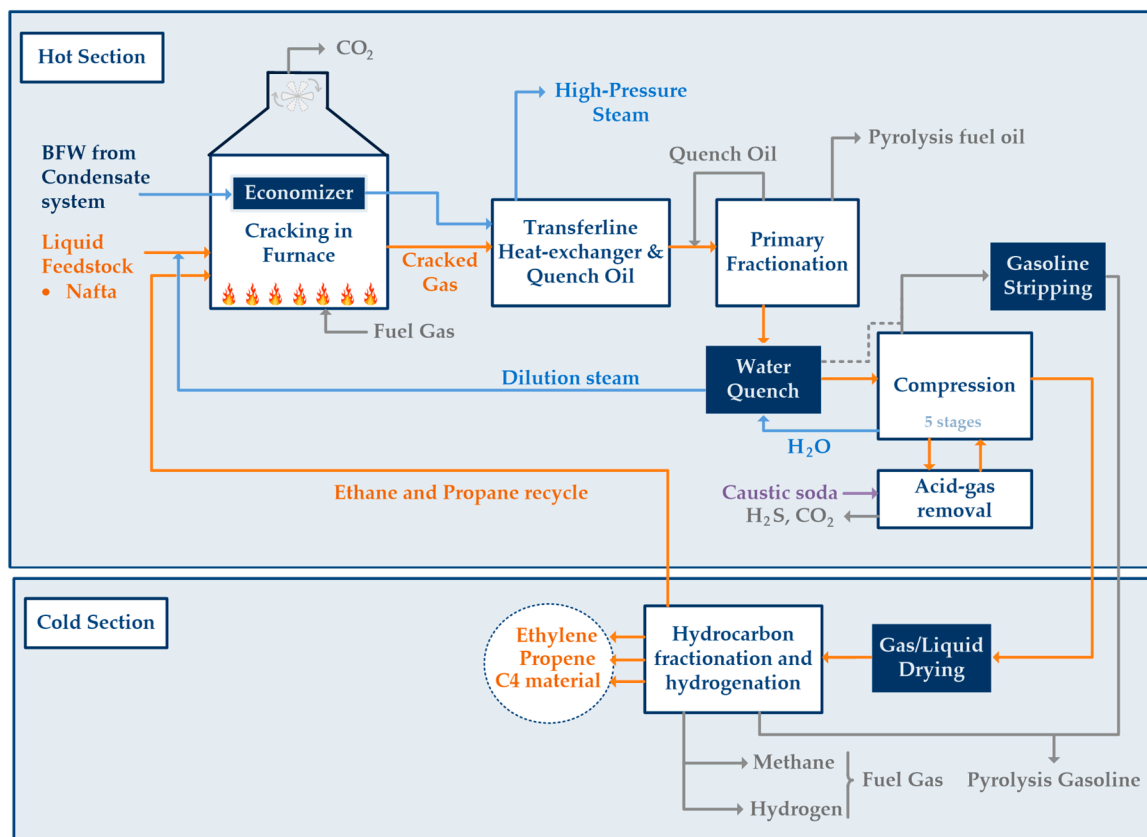 Hot Section
CO2
High-Pressure
Steam
Pyrolysis fuel oil
Quench Oil
BFW from
Condensate
system
Economizer
Cracking in
Furnace
Liquid
Feedstock
• Nafta
Cracked
Gas
Fuel Gas
Transferline
Heat-exchanger &
Quench Oil
Primary
Fractionation
Gasoline
Stripping
Water
Quench
Dilution steam
Compression
5 stages
H2O
Ethane and Propane recycle
Caustic soda
H2S, CO2
Acid-gas
removal
Cold Section
Ethylene
Propene
C4 material
Hydrocarbon
fractionation and
hydrogenation
Gas/Liquid
Drying
Methane
Hydrogen
Fuel Gas
Pyrolysis Gasoline